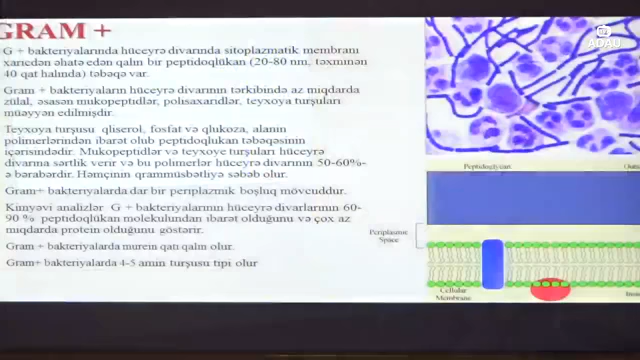 GRAM +
G + bakteriyalarında hüceyrə divarında sitoplazmatik membranı
xaricdən əhatə edən qalın bir peptidoqlükan (20-80 nm, təxminən
40 qat halında) təbəqə var.
Gram + bakteriyaların hüceyrə divarının tərkibində az miqdarda
zülal, əsasən mukopeptidlər, polisaxaridlər, teyxoya turşuları
müəyyən edilmişdir.
Teyxoya turşusu qliserol, fosfat və qlukoza, alanin
polimerlərindən ibarət olub peptidoqlukan təbəqəsinin
içərisindədir. Mukopeptidlər və teyxoye turşuları hüceyrə
divarına sərtlik verir və bu polimerlər hüceyrə divarının 50-60%-
ə bərabərdir. Həmçinin qrammüsbətliyə səbəb olur.
Gram+ bakteriyalarda dar bir periplazmik boşluq mövcuddur.
Kimyəvi analizlər G + bakteriyalarının hüceyrə divarlarının 60-
90 % peptidoqlükan molekulundan ibarət olduğunu və çox az
miqdarda protein olduğunu göstərir.
Gram + bakteriyalarda murein qatı qalın olur.
Gram+ bakteriyalarda 4-5 amin turşusu tipi olur
ADAU
Peptidoglycan
Periplasmic
Space
Cellular
Membrane